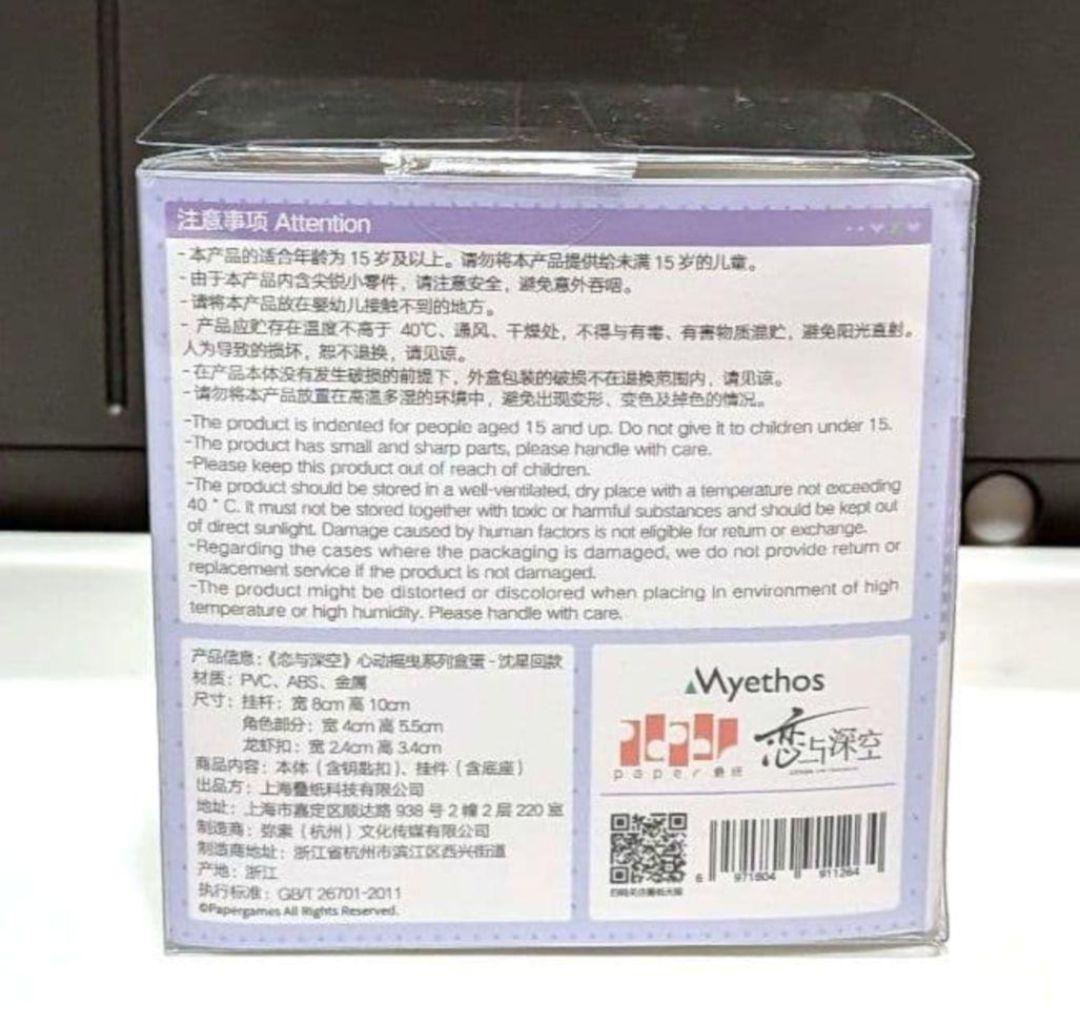 注意事项 Attention
- 本产品的适合年龄为 15 岁及以上。请勿将本产品提供给未满 15 岁的儿童。
- 由于本产品内含尖锐小零件，请注意安全，避免意外吞咽。
- 请将本产品放在婴幼儿接触不到的地方。
- 产品应贮存在温度不高于 40℃、通风、干燥处，不得与有毒、有害物质混贮，避免阳光直射。
人为导致的损坏，恕不退换，请见谅。
- 在产品本体没有发生破损的前提下，外盒包装的破损不在退换范围内，请见谅。
- 请勿将本产品放置在高温多湿的环境中，避免出现变形、变色及掉色的情况。
-The product is indented for people aged 15 and up. Do not give it to children under 15.
-The product has small and sharp parts, please handle with care.
-Please keep this product out of reach of children.
-The product should be stored in a well-ventilated, dry place with a temperature not exceeding
40 ° C. It must not be stored together with toxic or harmful substances and should be kept out
of direct sunlight. Damage caused by human factors is not eligible for return or exchange.
-Regarding the cases where the packaging is damaged, we do not provide return or
replacement service if the product is not damaged.
-The product might be distorted or discolored when placing in environment of high
temperature or high humidity. Please handle with care.
产品信息：《恋与深空》心动摇曳系列盒蛋 - 沈星回款
材质：PVC、ABS、金属
尺寸：挂杆：宽 8cm 高 10cm
角色部分：宽 4cm 高 5.5cm
龙虾扣：宽 2.4cm 高 3.4cm
商品内容：本体（含钥匙扣）、挂件（含底座）
出品方：上海叠纸科技有限公司
地址：上海市嘉定区顺达路 938 号 2 幢 2 层 220 室
制造商：弥素（杭州）文化传媒有限公司
制造商地址：浙江省杭州市滨江区西兴街道
产地：浙江
执行标准：GB/T 26701-2011
©Papergames All Rights Reserved.
Myethos
paper
paper 叠纸
恋与深空
6 971804 911264